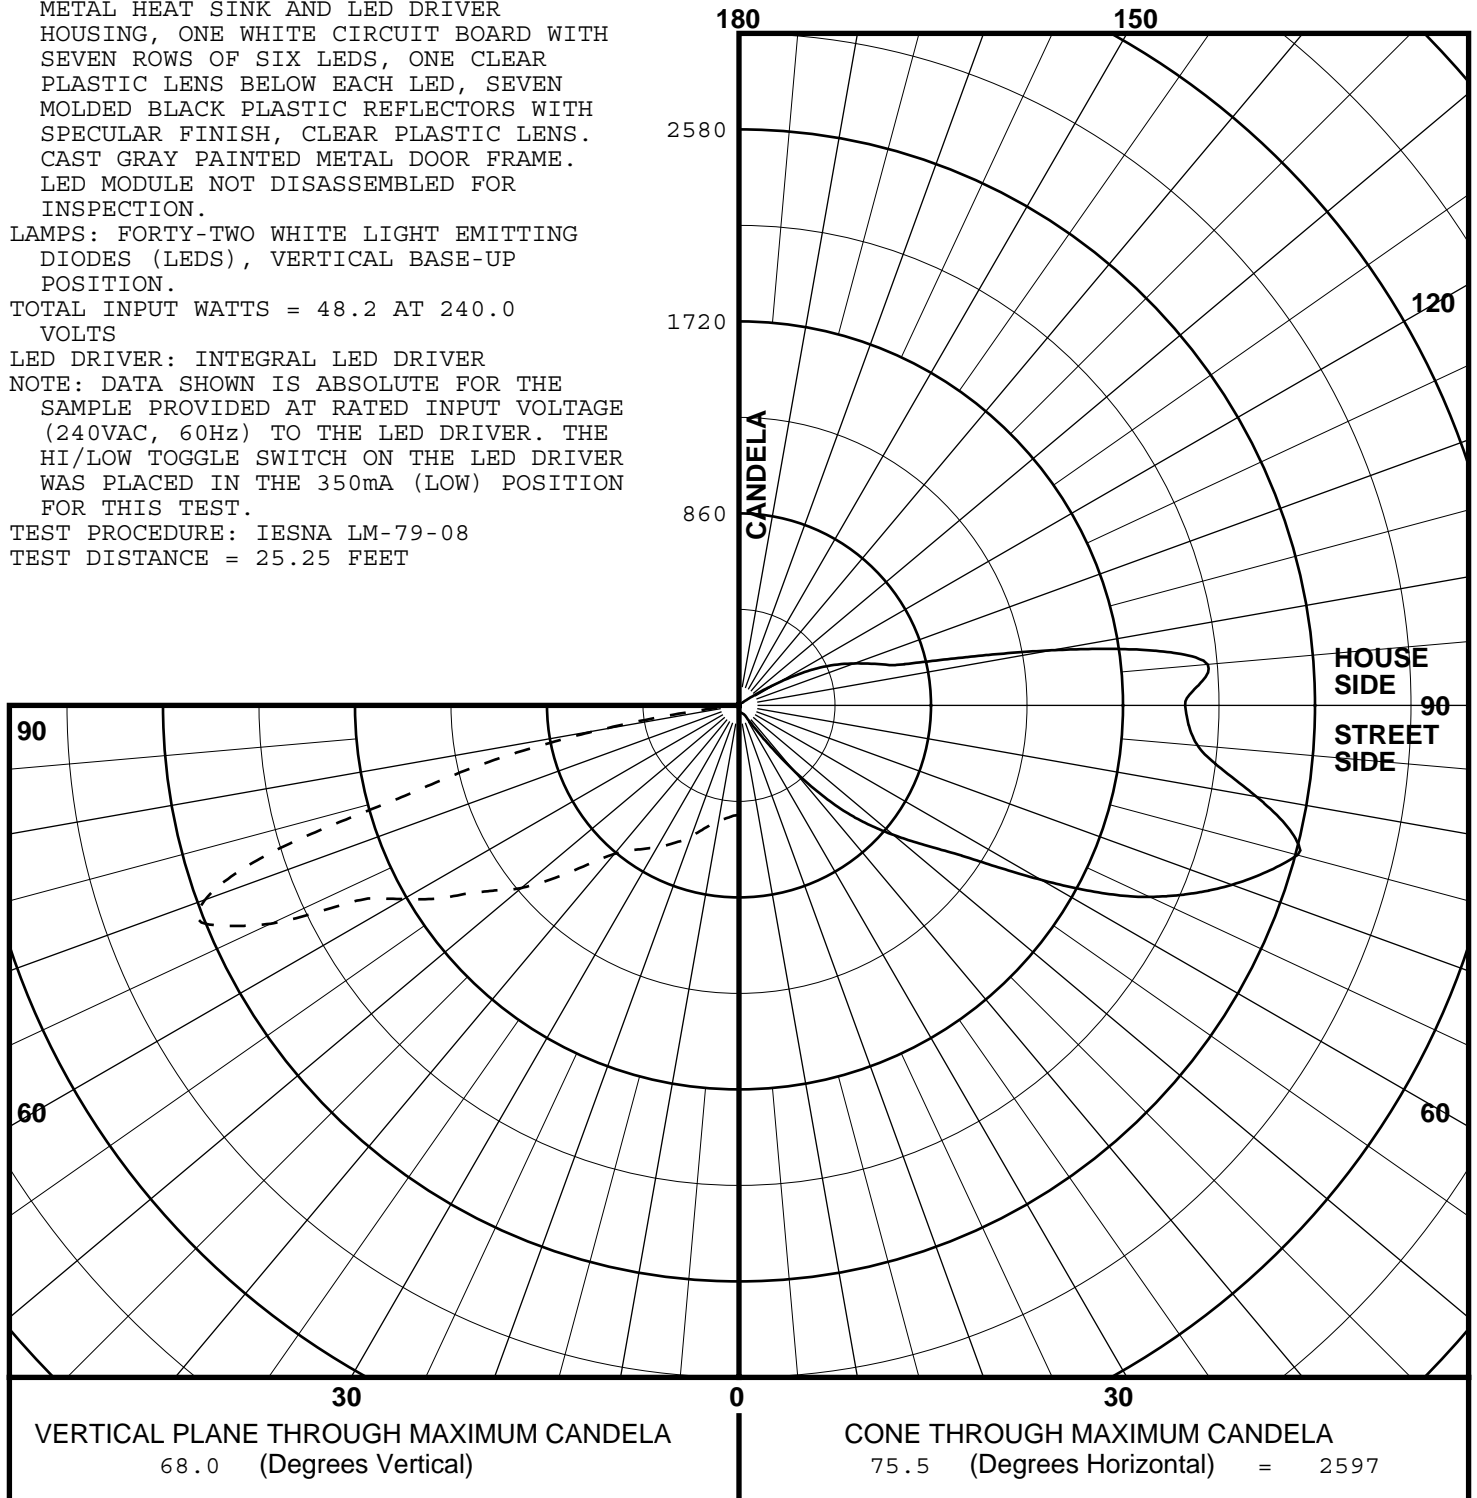 METAL HEAT SINK AND LED DRIVER
HOUSING, ONE WHITE CIRCUIT BOARD WITH
SEVEN ROWS OF SIX LEDS, ONE CLEAR
PLASTIC LENS BELOW EACH LED, SEVEN
MOLDED BLACK PLASTIC REFLECTORS WITH
SPECULAR FINISH, CLEAR PLASTIC LENS.
CAST GRAY PAINTED METAL DOOR FRAME.
LED MODULE NOT DISASSEMBLED FOR
INSPECTION.
LAMPS: FORTY-TWO WHITE LIGHT EMITTING
DIODES (LEDS), VERTICAL BASE-UP
POSITION.
TOTAL INPUT WATTS = 48.2 AT 240.0
VOLTS
LED DRIVER: INTEGRAL LED DRIVER
NOTE: DATA SHOWN IS ABSOLUTE FOR THE
SAMPLE PROVIDED AT RATED INPUT VOLTAGE
(240VAC, 60Hz) TO THE LED DRIVER. THE
HI/LOW TOGGLE SWITCH ON THE LED DRIVER
WAS PLACED IN THE 350mA (LOW) POSITION
FOR THIS TEST.
TEST PROCEDURE: IESNA LM-79-08
TEST DISTANCE = 25.25 FEET
180
150
2580
120
1720
CANDELA
860
HOUSE
SIDE
90
90
STREET
SIDE
60
60
30
0
30
VERTICAL PLANE THROUGH MAXIMUM CANDELA
68.0 (Degrees Vertical)
CONE THROUGH MAXIMUM CANDELA
75.5 (Degrees Horizontal) = 2597